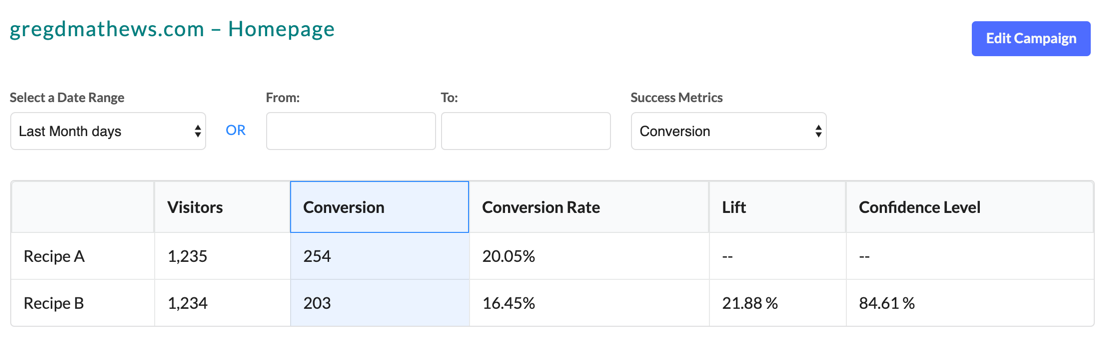 gregdmathews.com – Homepage
Edit Campaign
Select a Date Range From: To: Success Metrics
Last Month days OR Conversion
Visitors Conversion Conversion Rate Lift Confidence Level
Recipe A 1,235 254 20.05% -- --
Recipe B 1,234 203 16.45% 21.88 % 84.61 %